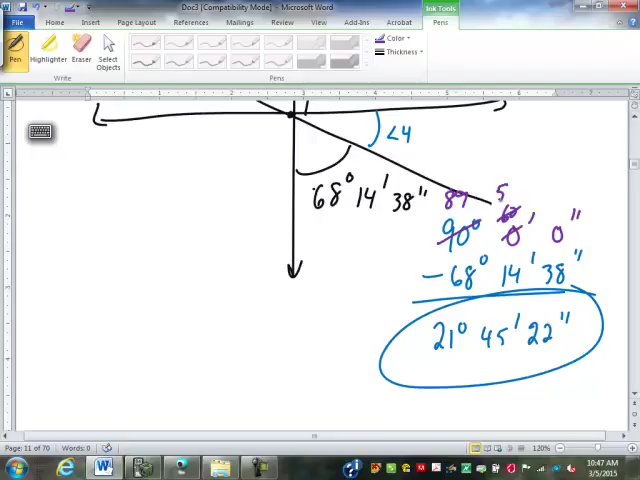 Doc3 [Compatibility Mode] - Microsoft Word
Ink Tools
File Home Insert Page Layout References Mailings Review View Add-Ins Acrobat Pens
Pen Highlighter Eraser Select Objects
Color
Thickness
Write Pens
<4
68° 14' 38"
89 5
60
90° 0' 0"
- 68° 14' 38"
21° 45' 22"
Page: 11 of 70 Words: 0 120%
10:47 AM
3/5/2015